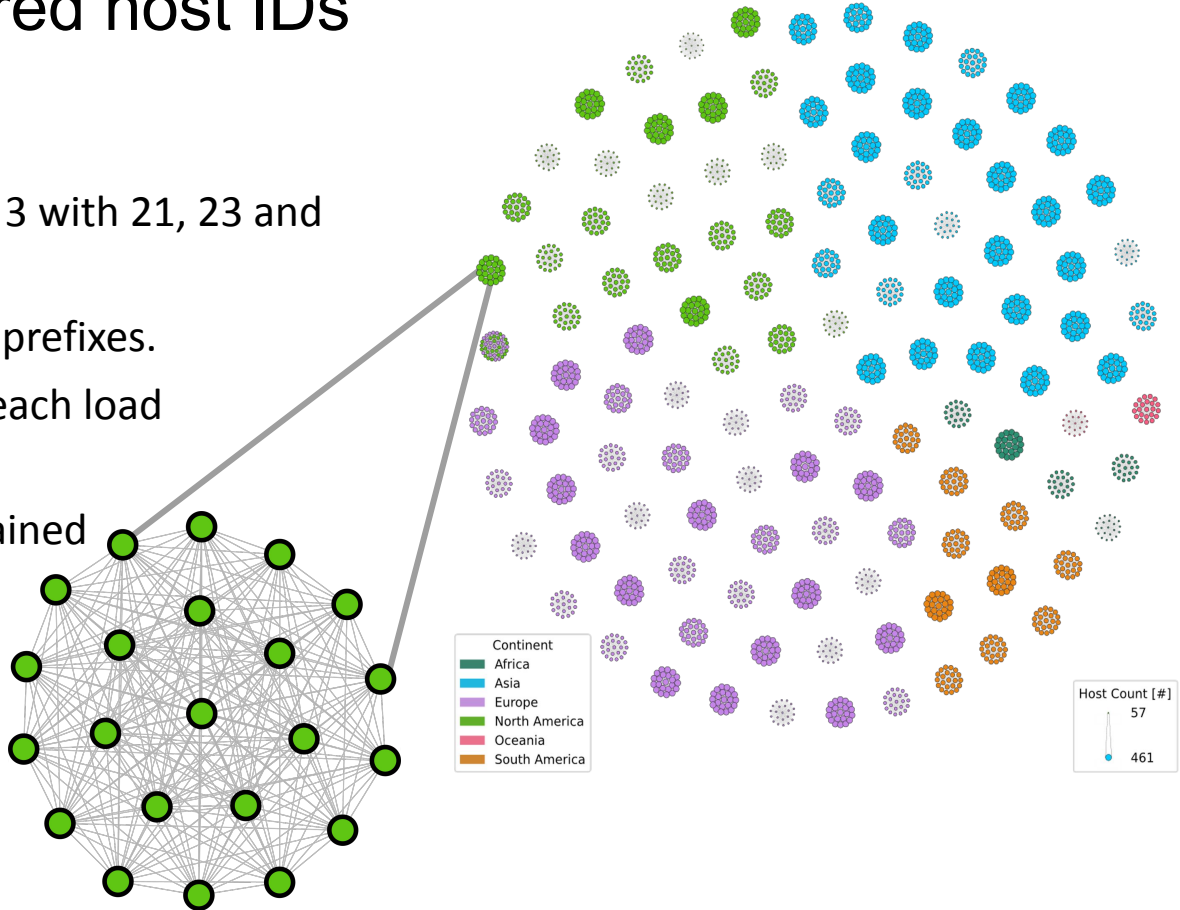 red host IDs
3 with 21, 23 and
prefixes.
each load
ained
Continent
Africa
Asia
Europe
North America
Oceania
South America
Host Count [#]
57
461